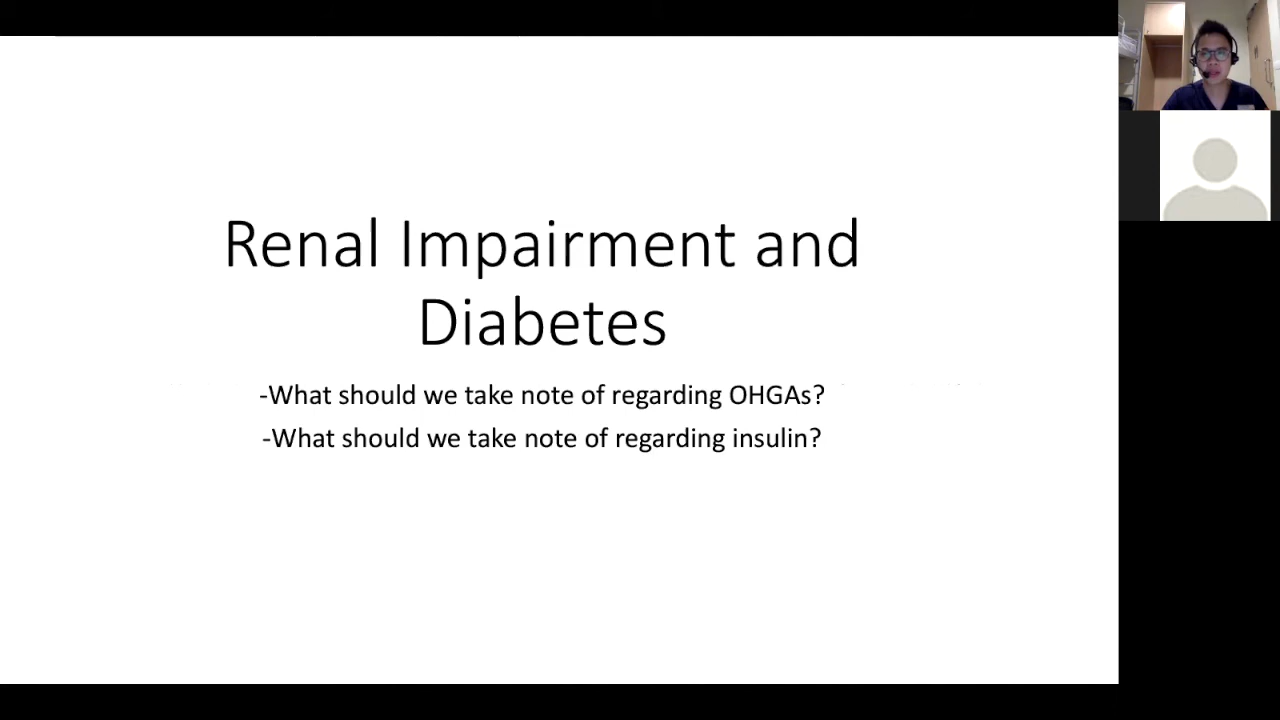 Renal Impairment and
Diabetes
-What should we take note of regarding OHGAs?
-What should we take note of regarding insulin?